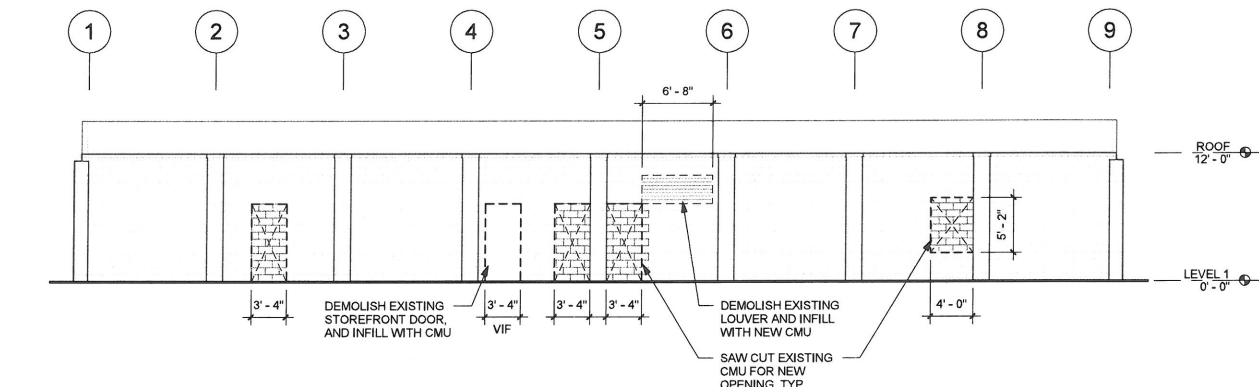 1 2 3 4 5 6 7 8 9
6' - 8"
ROOF
12' - 0"
5' - 2"
LEVEL 1
0' - 0"
3' - 4"
DEMOLISH EXISTING
STOREFRONT DOOR,
AND INFILL WITH CMU
3' - 4"
VIF
3' - 4"
3' - 4"
DEMOLISH EXISTING
LOUVER AND INFILL
WITH NEW CMU
4' - 0"
SAW CUT EXISTING
CMU FOR NEW
OPENING, TYP